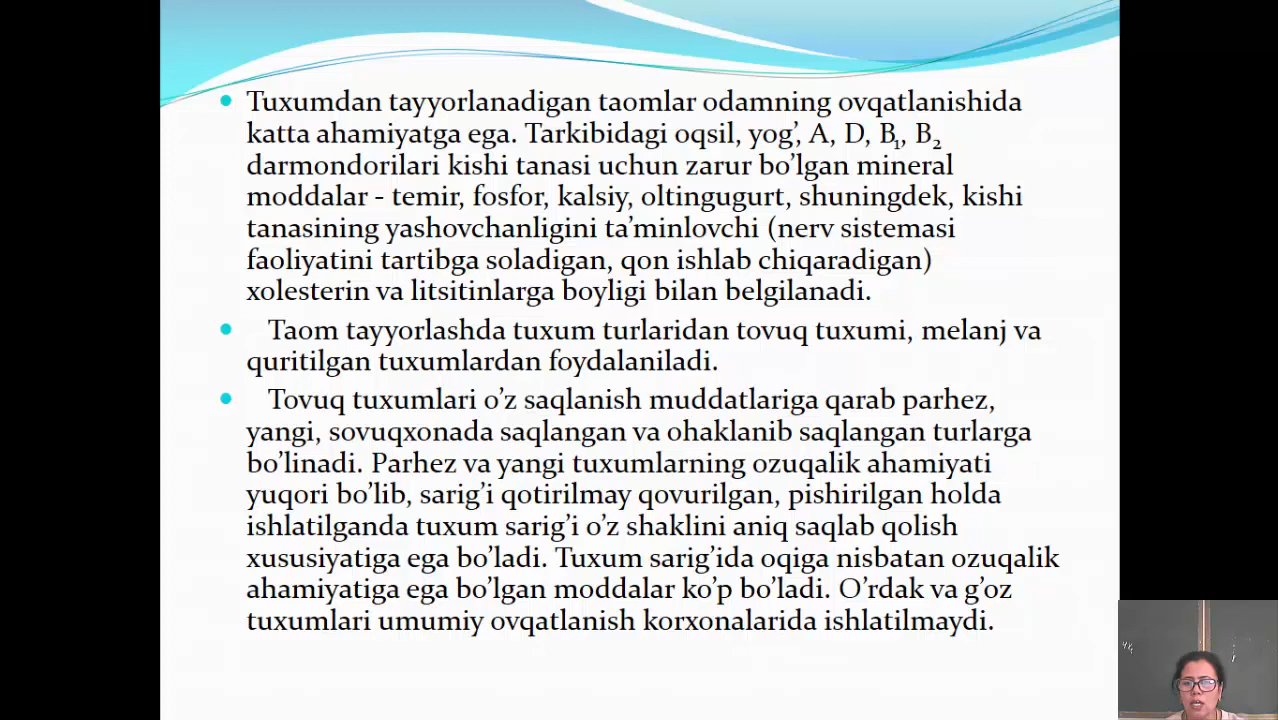 Tuxumdan tayyorlanadigan taomlar odamning ovqatlanishida
katta ahamiyatga ega. Tarkibidagi oqsil, yog’, A, D, B₁, B₂
darmondorilari kishi tanasi uchun zarur bo’lgan mineral
moddalar - temir, fosfor, kalsiy, oltingugurt, shuningdek, kishi
tanasining yashovchanligini ta’minlovchi (nerv sistemasi
faoliyatini tartibga soladigan, qon ishlab chiqaradigan)
xolesterin va litsitinlarga boyligi bilan belgilanadi.
Taom tayyorlashda tuxum turlaridan tovuq tuxumi, melanj va
quritilgan tuxumlardan foydalaniladi.
Tovuq tuxumlari o’z saqlanish muddatlariga qarab parhez,
yangi, sovuqxonada saqlangan va ohaklanib saqlangan turlarga
bo’linadi. Parhez va yangi tuxumlarning ozuqalik ahamiyati
yuqori bo’lib, sarig’i qotirilmay qovurilgan, pishirilgan holda
ishlatilganda tuxum sarig’i o’z shaklini aniq saqlab qolish
xususiyatiga ega bo’ladi. Tuxum sarig’ida oqiga nisbatan ozuqalik
ahamiyatiga ega bo’lgan moddalar ko’p bo’ladi. O’rdak va g’oz
tuxumlari umumiy ovqatlanish korxonalarida ishlatilmaydi.